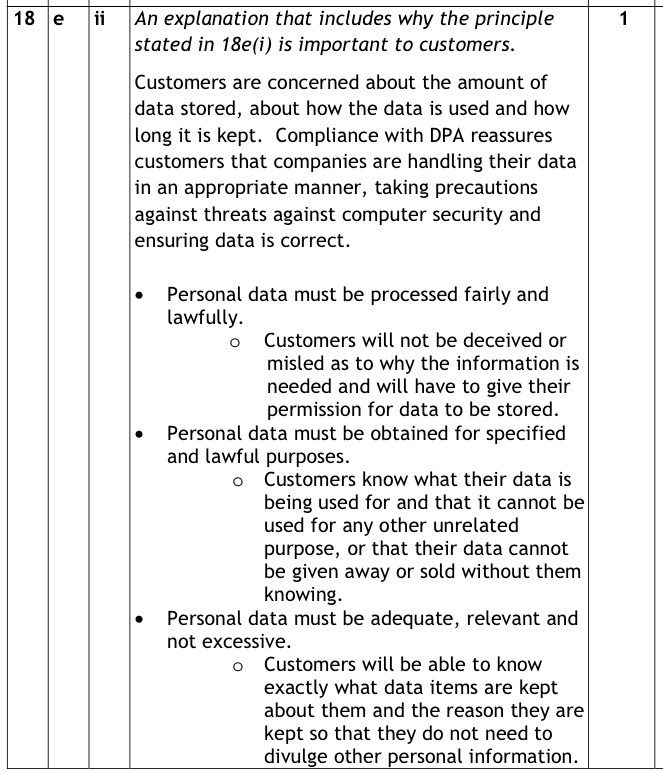 18 e ii An explanation that includes why the principle 1
stated in 18e(i) is important to customers.
Customers are concerned about the amount of
data stored, about how the data is used and how
long it is kept. Compliance with DPA reassures
customers that companies are handling their data
in an appropriate manner, taking precautions
against threats against computer security and
ensuring data is correct.
• Personal data must be processed fairly and
lawfully.
o Customers will not be deceived or
misled as to why the information is
needed and will have to give their
permission for data to be stored.
• Personal data must be obtained for specified
and lawful purposes.
o Customers know what their data is
being used for and that it cannot be
used for any other unrelated
purpose, or that their data cannot
be given away or sold without them
knowing.
• Personal data must be adequate, relevant and
not excessive.
o Customers will be able to know
exactly what data items are kept
about them and the reason they are
kept so that they do not need to
divulge other personal information.